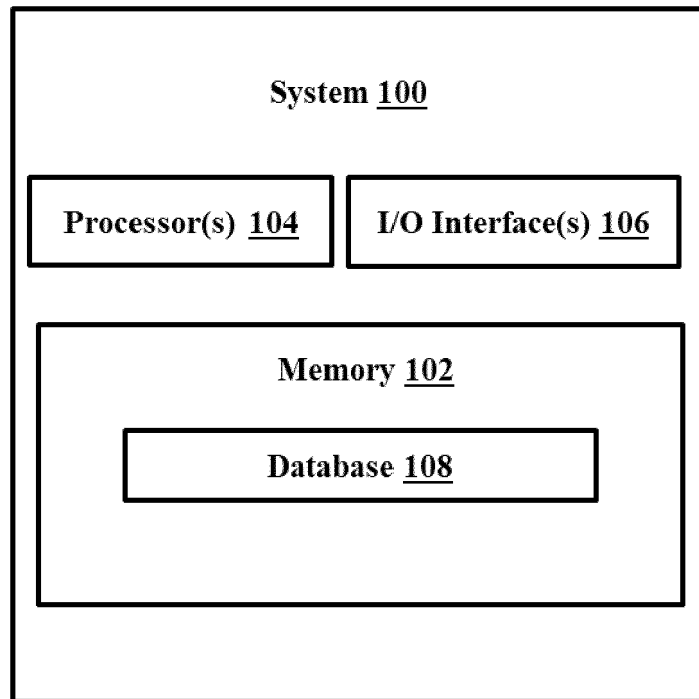 System 100
Processor(s) 104
I/O Interface(s) 106
Memory 102
Database 108